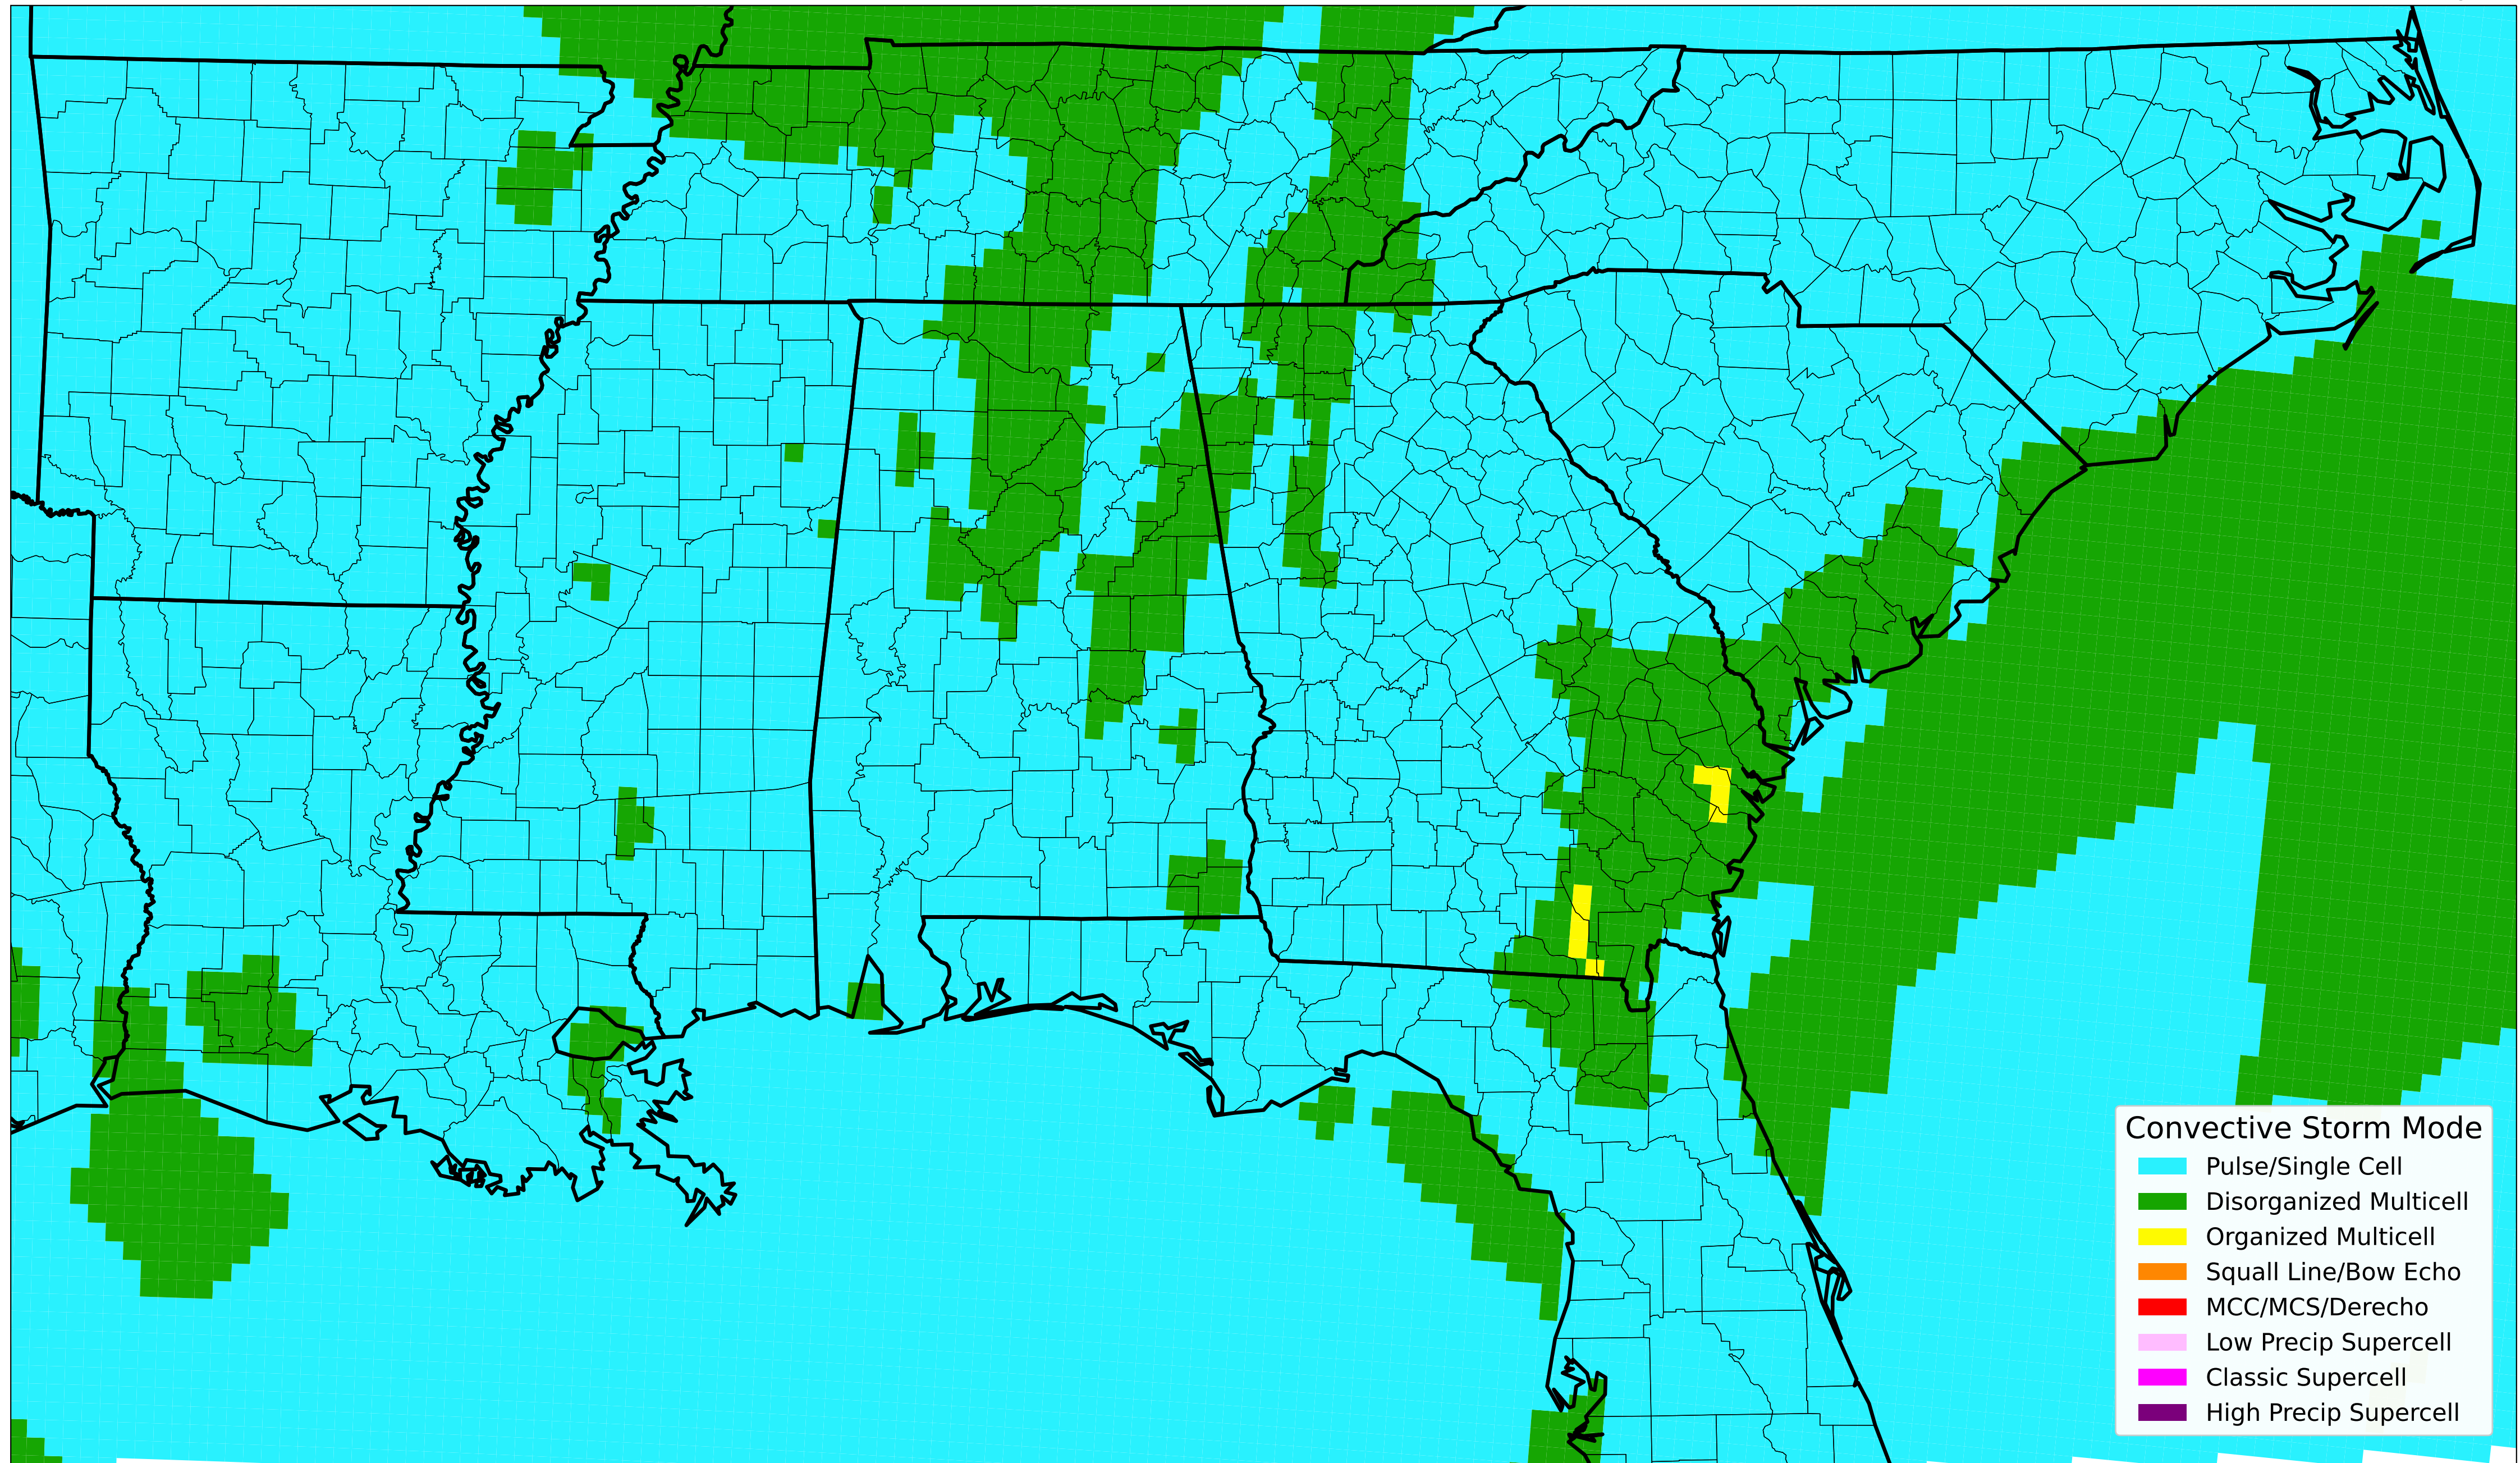 Convective Storm Mode
Pulse/Single Cell
Disorganized Multicell
Organized Multicell
Squall Line/Bow Echo
MCC/MCS/Derecho
Low Precip Supercell
Classic Supercell
High Precip Supercell